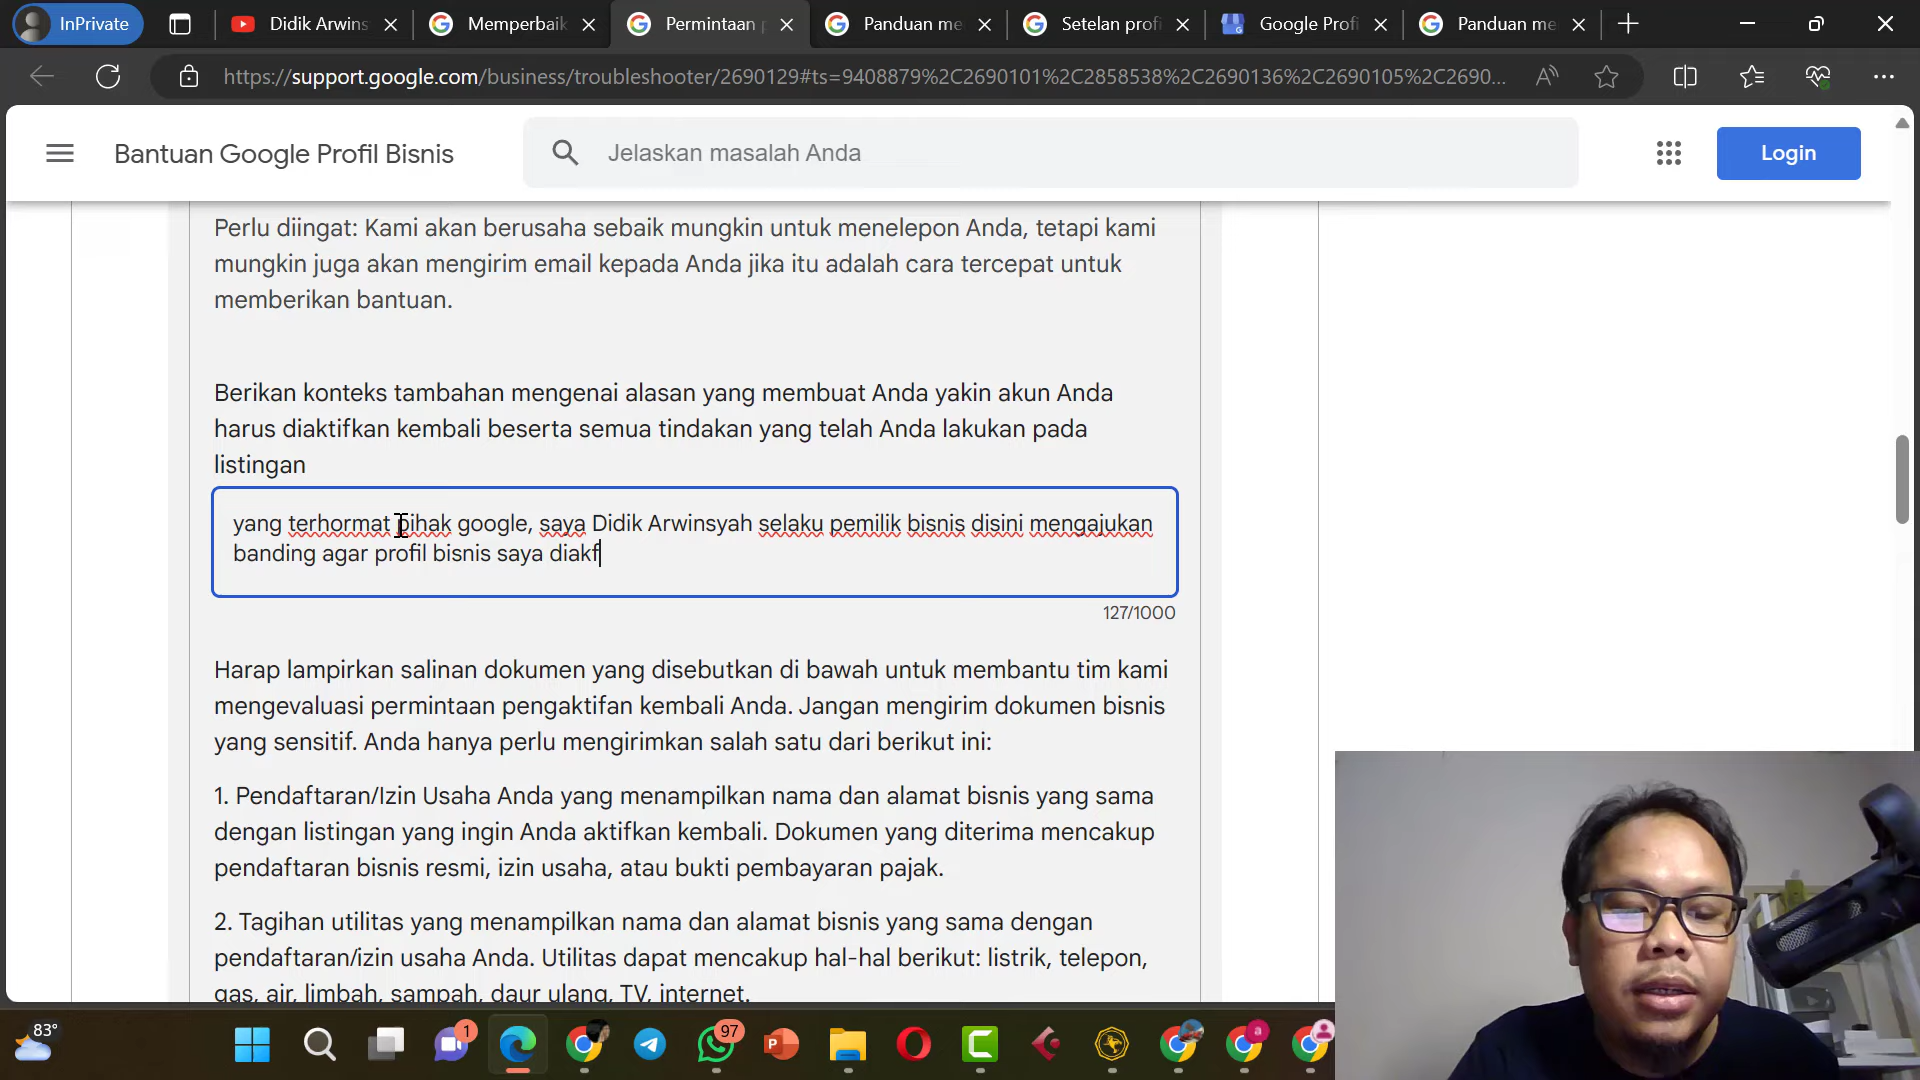 InPrivate
Didik Arwins
Memperbaik
Permintaan p
Panduan me
Setelan profi
Google Profi
Panduan me
https://support.google.com/business/troubleshooter/2690129#ts=9408879%2C2690101%2C2858538%2C2690136%2C2690105%2C2690...
Bantuan Google Profil Bisnis
Jelaskan masalah Anda
Login
Perlu diingat: Kami akan berusaha sebaik mungkin untuk menelepon Anda, tetapi kami
mungkin juga akan mengirim email kepada Anda jika itu adalah cara tercepat untuk
memberikan bantuan.
Berikan konteks tambahan mengenai alasan yang membuat Anda yakin akun Anda
harus diaktifkan kembali beserta semua tindakan yang telah Anda lakukan pada
listingan
yang terhormat pihak google, saya Didik Arwinsyah selaku pemilik bisnis disini mengajukan
banding agar profil bisnis saya diakf
127/1000
Harap lampirkan salinan dokumen yang disebutkan di bawah untuk membantu tim kami
mengevaluasi permintaan pengaktifan kembali Anda. Jangan mengirim dokumen bisnis
yang sensitif. Anda hanya perlu mengirimkan salah satu dari berikut ini:
1. Pendaftaran/Izin Usaha Anda yang menampilkan nama dan alamat bisnis yang sama
dengan listingan yang ingin Anda aktifkan kembali. Dokumen yang diterima mencakup
pendaftaran bisnis resmi, izin usaha, atau bukti pembayaran pajak.
2. Tagihan utilitas yang menampilkan nama dan alamat bisnis yang sama dengan
pendaftaran/izin usaha Anda. Utilitas dapat mencakup hal-hal berikut: listrik, telepon,
gas, air, limbah, sampah, daur ulang, TV, internet.
83°
1
97